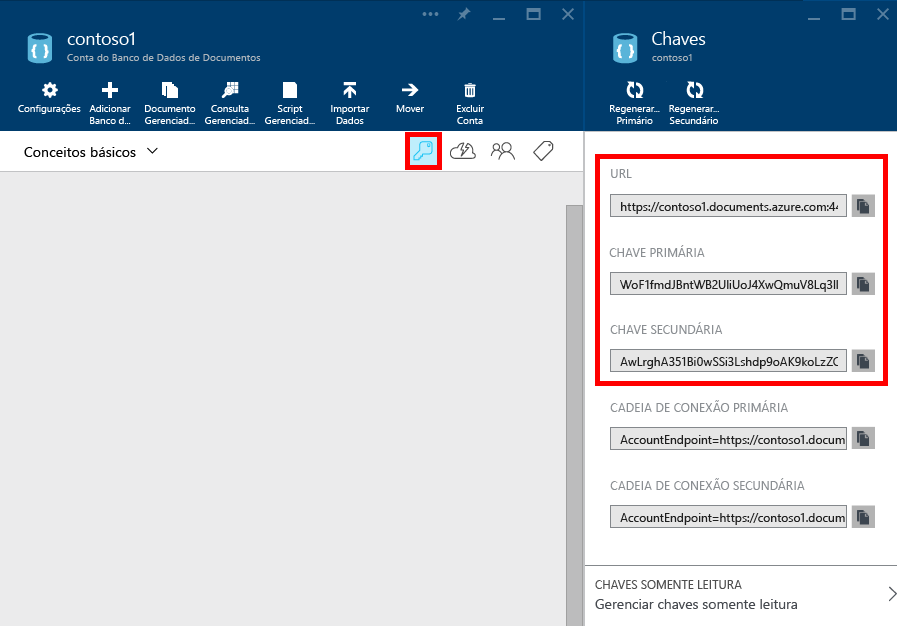 contoso1
Conta do Banco de Dados de Documentos
Configurações
Adicionar
Banco d...
Documento
Gerenciad...
Consulta
Gerenciad...
Script
Gerenciad...
Importar
Dados
Mover
Excluir
Conta
Conceitos básicos
Chaves
contoso1
Regenerar...
Primário
Regenerar...
Secundário
URL
https://contoso1.documents.azure.com:44
CHAVE PRIMÁRIA
WoF1fmdJBntWB2UliUoJ4XwQmuV8Lq3ll
CHAVE SECUNDÁRIA
AwLrghA351Bi0wSSi3Lshdp9oAK9koLzZC
CADEIA DE CONEXÃO PRIMÁRIA
AccountEndpoint=https://contoso1.docum
CADEIA DE CONEXÃO SECUNDÁRIA
AccountEndpoint=https://contoso1.docum
CHAVES SOMENTE LEITURA
Gerenciar chaves somente leitura